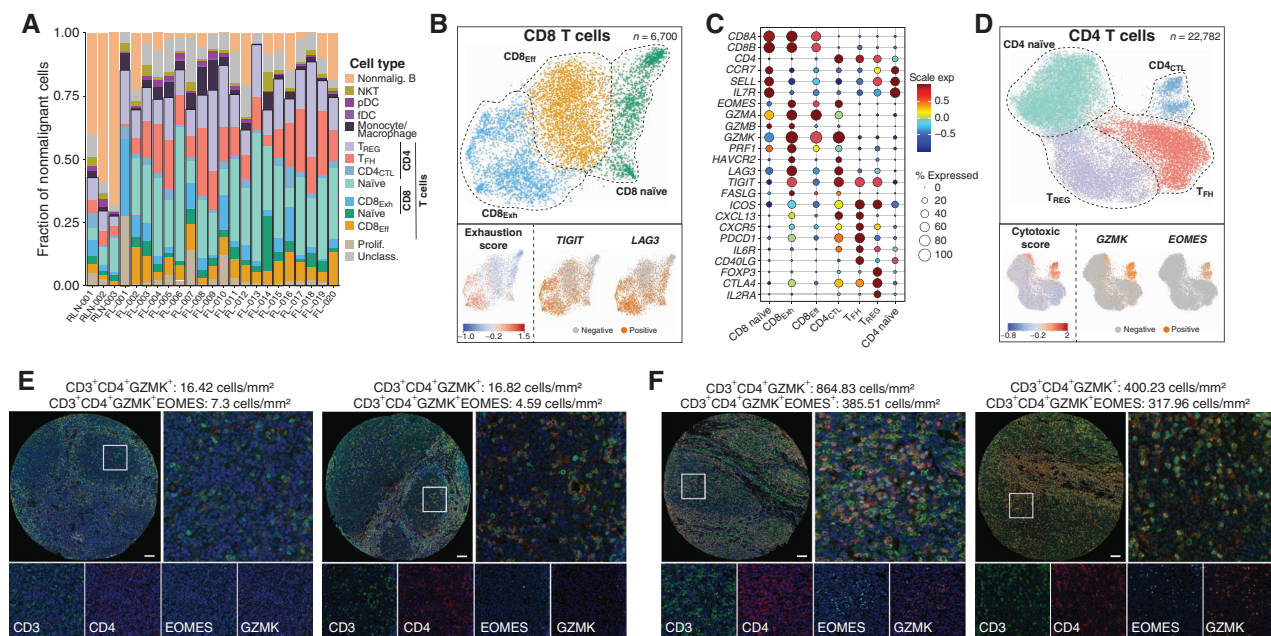 A
Fraction of nonmalignant cells
1.00
0.75
0.50
0.25
0.00
RLN-001
RLN-002
RLN-003
FL-001
FL-002
FL-003
FL-004
FL-005
FL-006
FL-007
FL-008
FL-009
FL-010
FL-011
FL-012
FL-013
FL-014
FL-015
FL-016
FL-017
FL-018
FL-019
FL-020
Cell type
Nonmalig. B
NKT
pDC
fDC
Monocyte/
Macrophage
TREG
TFH
CD4CTL
Naïve
CD8Exh
Naïve
CD8Eff
Prolif.
Unclass.
CD4
CD8
T cells
B
CD8 T cells
n = 6,700
CD8Eff
CD8Exh
CD8 naïve
Exhaustion
score
TIGIT
LAG3
−1.0
−0.2
1.5
Negative
Positive
C
CD8A
CD8B
CD4
CCR7
SELL
IL7R
EOMES
GZMA
GZMB
GZMK
PRF1
HAVCR2
LAG3
TIGIT
FASLG
ICOS
CXCL13
CXCR5
PDCD1
IL6R
CD40LG
FOXP3
CTLA4
IL2RA
CD8 naïve
CD8Exh
CD8Eff
CD4CTL
TFH
TREG
CD4 naïve
Scale exp
1.0
0.5
0.0
−0.5
% Expressed
0
20
40
60
80
100
D
CD4 T cells
n = 22,782
CD4 naïve
CD4CTL
TREG
TFH
Cytotoxic
score
GZMK
EOMES
−0.8
−0.2
2
Negative
Positive
E
CD3+CD4+GZMK+: 16.42 cells/mm²
CD3+CD4+GZMK+EOMES: 7.3 cells/mm²
CD3
CD4
EOMES
GZMK
CD3+CD4+GZMK+: 16.82 cells/mm²
CD3+CD4+GZMK+EOMES: 4.59 cells/mm²
CD3
CD4
EOMES
GZMK
F
CD3+CD4+GZMK+: 864.83 cells/mm²
CD3+CD4+GZMK+EOMES+: 385.51 cells/mm²
CD3
CD4
EOMES
GZMK
CD3+CD4+GZMK+: 400.23 cells/mm²
CD3+CD4+GZMK+EOMES: 317.96 cells/mm²
CD3
CD4
EOMES
GZMK